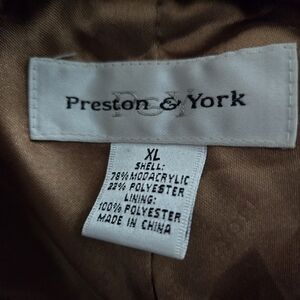 Preston & York
XL
SHELL:
78% MODACRYLIC
22% POLYESTER
LINING:
100% POLYESTER
MADE IN CHINA